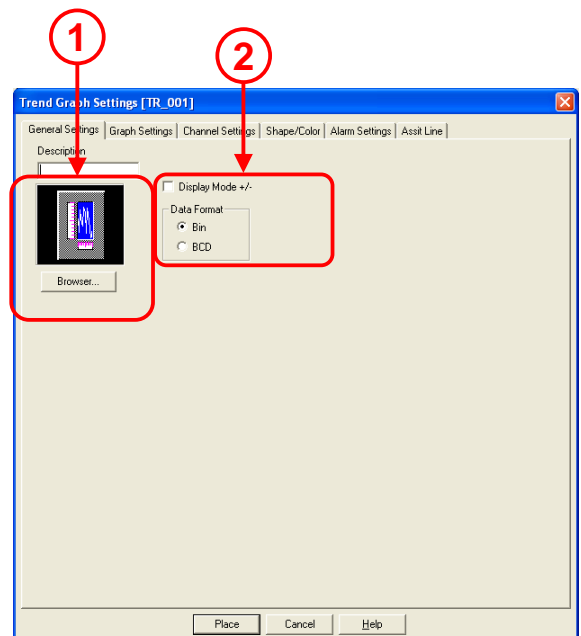 1
2
Trend Graph Settings [TR_001]
General Settings Graph Settings Channel Settings Shape/Color Alarm Settings Assit Line
Description
Display Mode +/-
Data Format
Bin
BCD
Browser...
Place Cancel Help